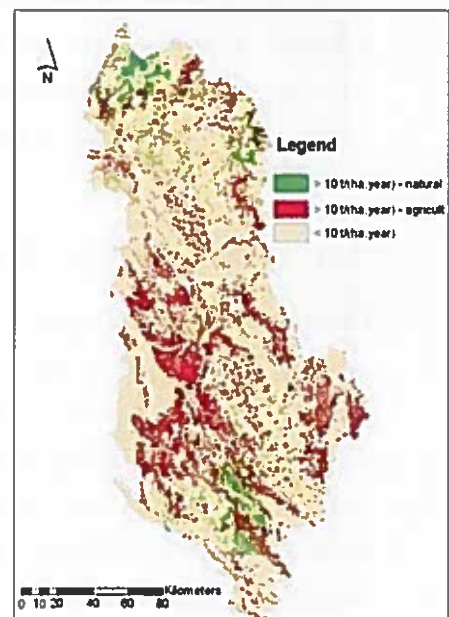 N
Legend
> 10 t/(ha.year) - natural
> 10 t/(ha.year) - agricult
< 10 t/(ha.year)
Kilometers
0 10 20 40 60 80